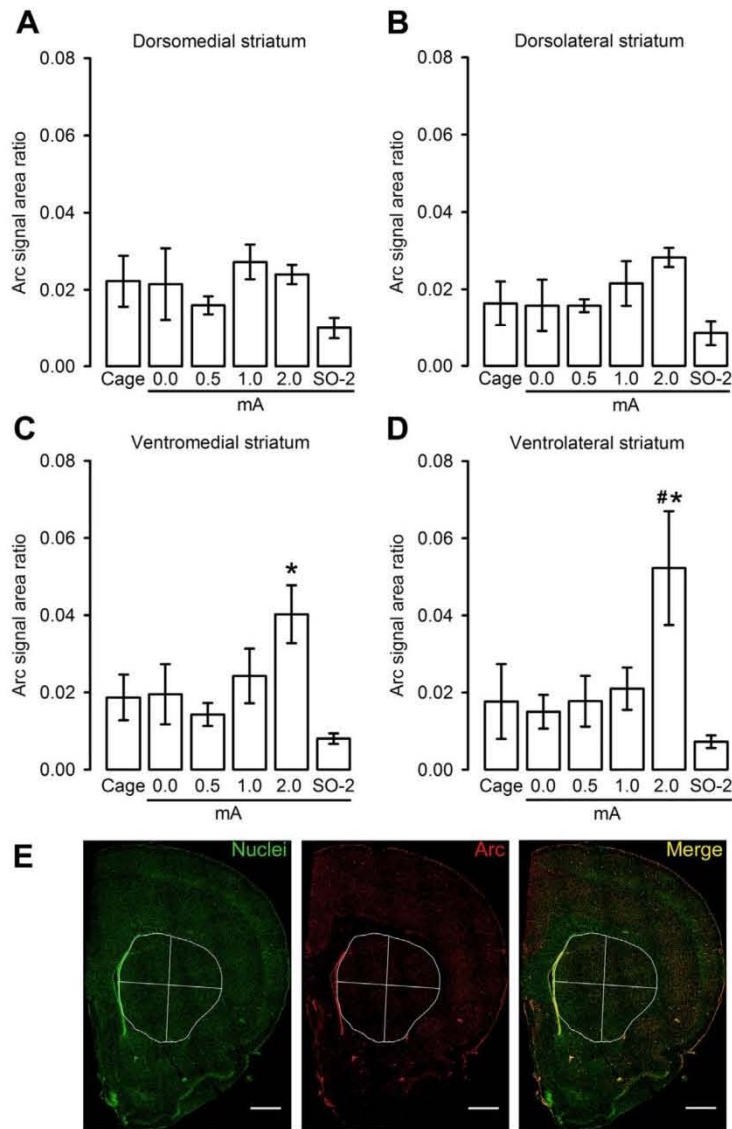 A
Dorsomedial striatum
Arc signal area ratio
0.08
0.06
0.04
0.02
0.00
Cage 0.0 0.5 1.0 2.0 SO-2
mA
B
Dorsolateral striatum
Arc signal area ratio
0.08
0.06
0.04
0.02
0.00
Cage 0.0 0.5 1.0 2.0 SO-2
mA
C
Ventromedial striatum
Arc signal area ratio
0.08
0.06
0.04
0.02
0.00
*
Cage 0.0 0.5 1.0 2.0 SO-2
mA
D
Ventrolateral striatum
Arc signal area ratio
0.08
0.06
0.04
0.02
0.00
#*
Cage 0.0 0.5 1.0 2.0 SO-2
mA
E
Nuclei
Arc
Merge